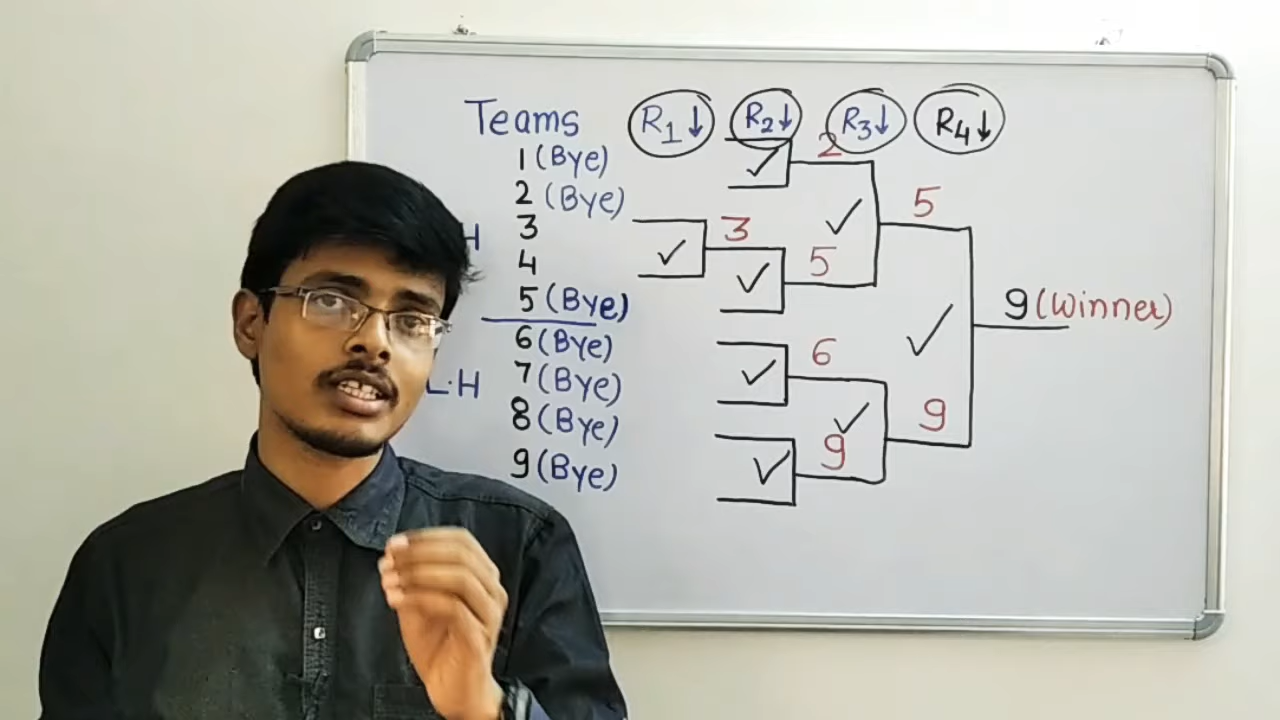 Teams R1↓ R2↓ R3↓ R4↓
1 (Bye)
2 (Bye)
3
H
4
5 (Bye)
6 (Bye)
7 (Bye)
L.H
8 (Bye)
9 (Bye)
2
3
5
5
6
9
9
9 (Winner)